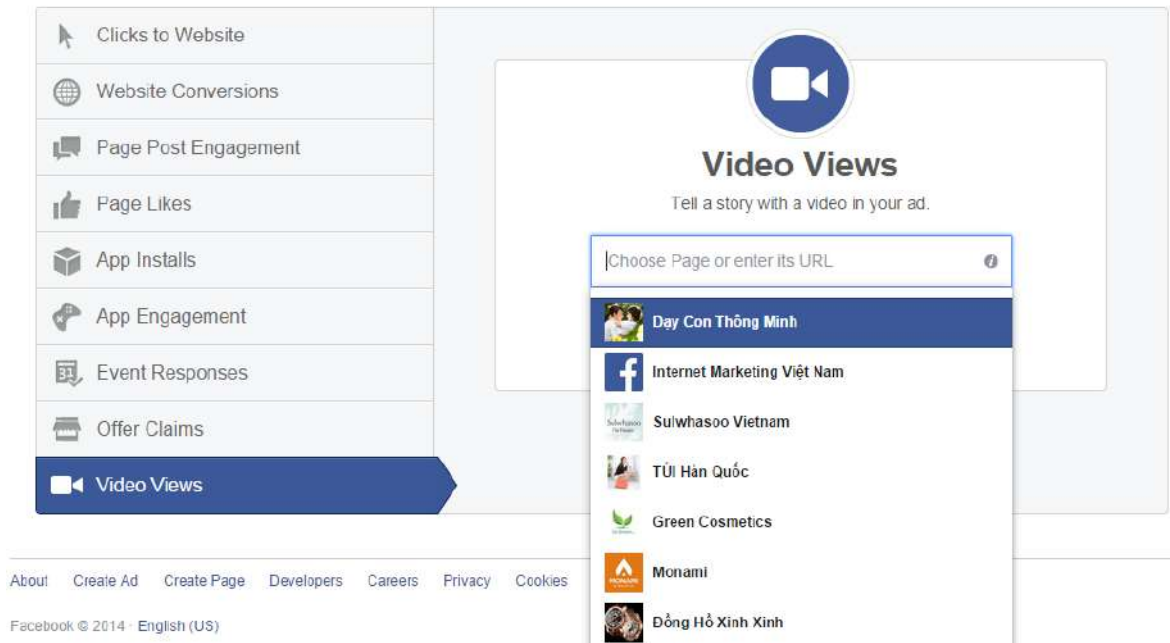 Clicks to Website
Website Conversions
Page Post Engagement
Page Likes
App Installs
App Engagement
31
Event Responses
Offer Claims
Video Views
Video Views
Tell a story with a video in your ad.
Choose Page or enter its URL
Dạy Con Thông Minh
Internet Marketing Việt Nam
Sulwhasoo
Sulwhasoo Vietnam
TÚI Hàn Quốc
Green Cosmetics
MONAMI
Monami
Đồng Hồ Xinh Xinh
About Create Ad Create Page Developers Careers Privacy Cookies
Facebook © 2014 · English (US)